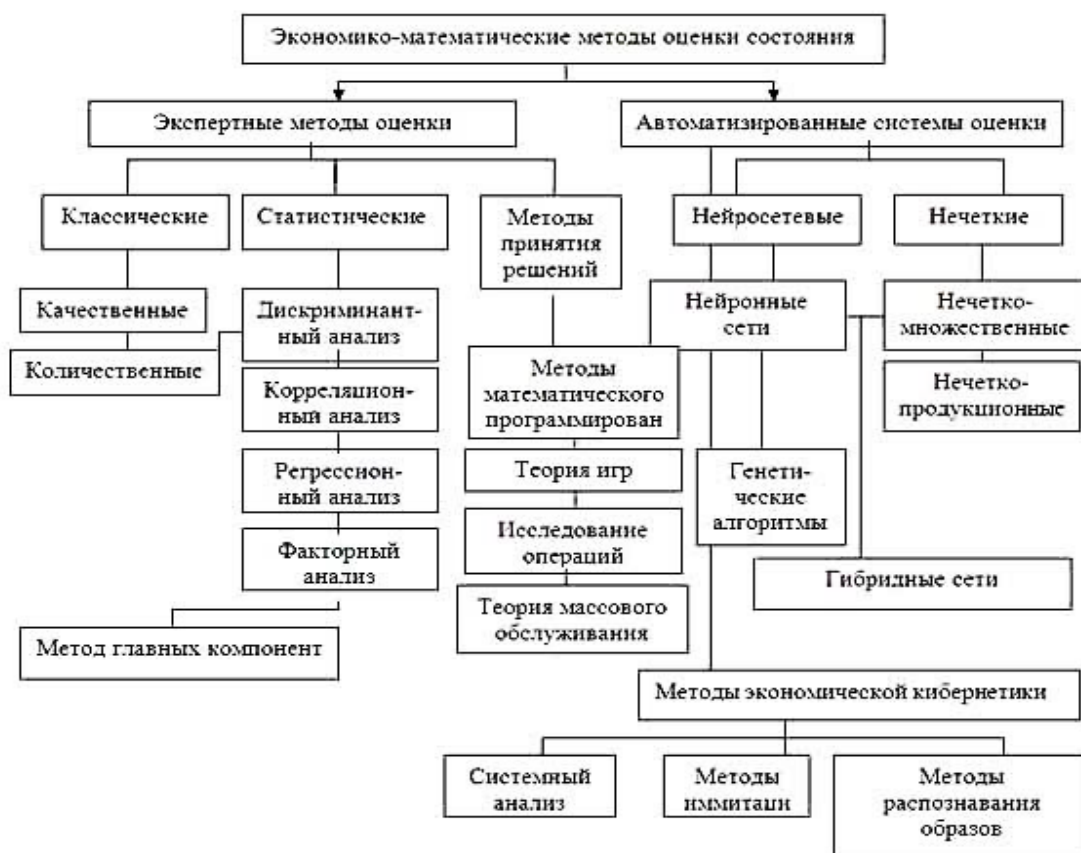 Экономико-математические методы оценки состояния
Экспертные методы оценки
Автоматизированные системы оценки
Классические
Статистические
Методы
принятия
решений
Нейросетевые
Нечеткие
Качественные
Количественные
Дискриминант-
ный анализ
Корреляцион-
ный анализ
Регрессион-
ный анализ
Факторный
анализ
Метод главных компонент
Методы
математического
программирован
Теория игр
Исследование
операций
Теория массового
обслуживания
Нейронные
сети
Генети-
ческие
алгоритмы
Нечетко-
множественные
Нечетко-
продукционные
Гибридные сети
Методы экономической кибернетики
Системный
анализ
Методы
иммитаци
Методы
распознавания
образов